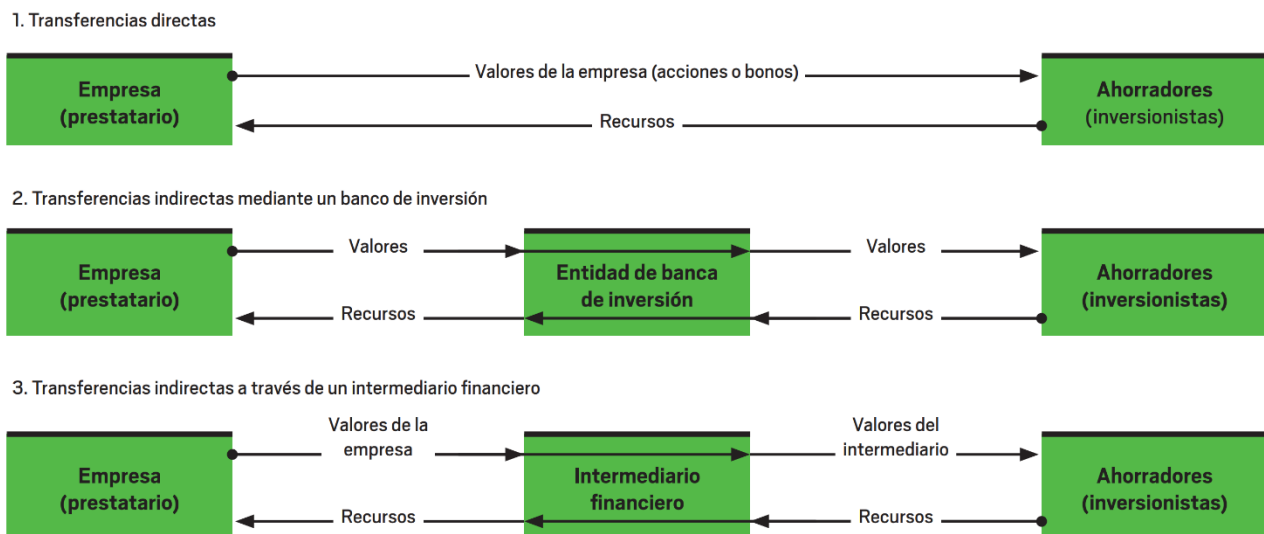 1. Transferencias directas
Empresa
(prestatario)
Valores de la empresa (acciones o bonos)
Recursos
Ahorradores
(inversionistas)
2. Transferencias indirectas mediante un banco de inversión
Empresa
(prestatario)
Valores
Recursos
Entidad de banca
de inversión
Valores
Recursos
Ahorradores
(inversionistas)
3. Transferencias indirectas a través de un intermediario financiero
Empresa
(prestatario)
Valores de la
empresa
Recursos
Intermediario
financiero
Valores del
intermediario
Recursos
Ahorradores
(inversionistas)